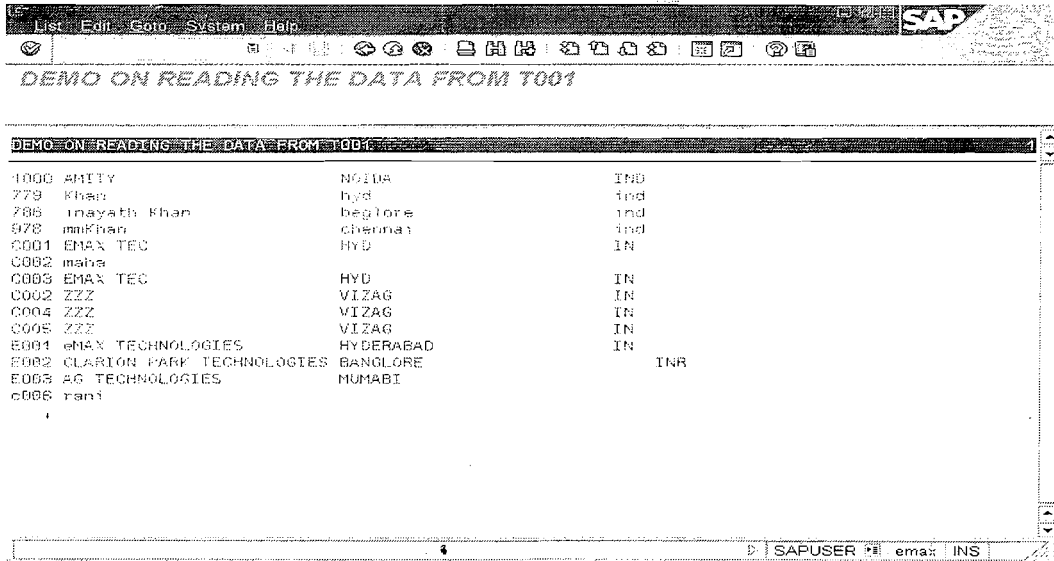 List Edit Goto System Help
SAP
DEMO ON READING THE DATA FROM T001
DEMO ON READING THE DATA FROM T001 1
1000 AMITY NOIDA IND
779 Khan hyd ind
786 inayath Khan beglore ind
978 mmKhan chennai ind
C001 EMAX TEC HYD IN
C002 maha
C003 EMAX TEC HYD IN
C002 ZZZ VIZAG IN
C004 ZZZ VIZAG IN
C005 ZZZ VIZAG IN
E001 eMAX TECHNOLOGIES HYDERABAD IN
E002 CLARION PARK TECHNOLOGIES BANGLORE INR
E003 AG TECHNOLOGIES MUMABI
c006 rani
SAPUSER emax INS